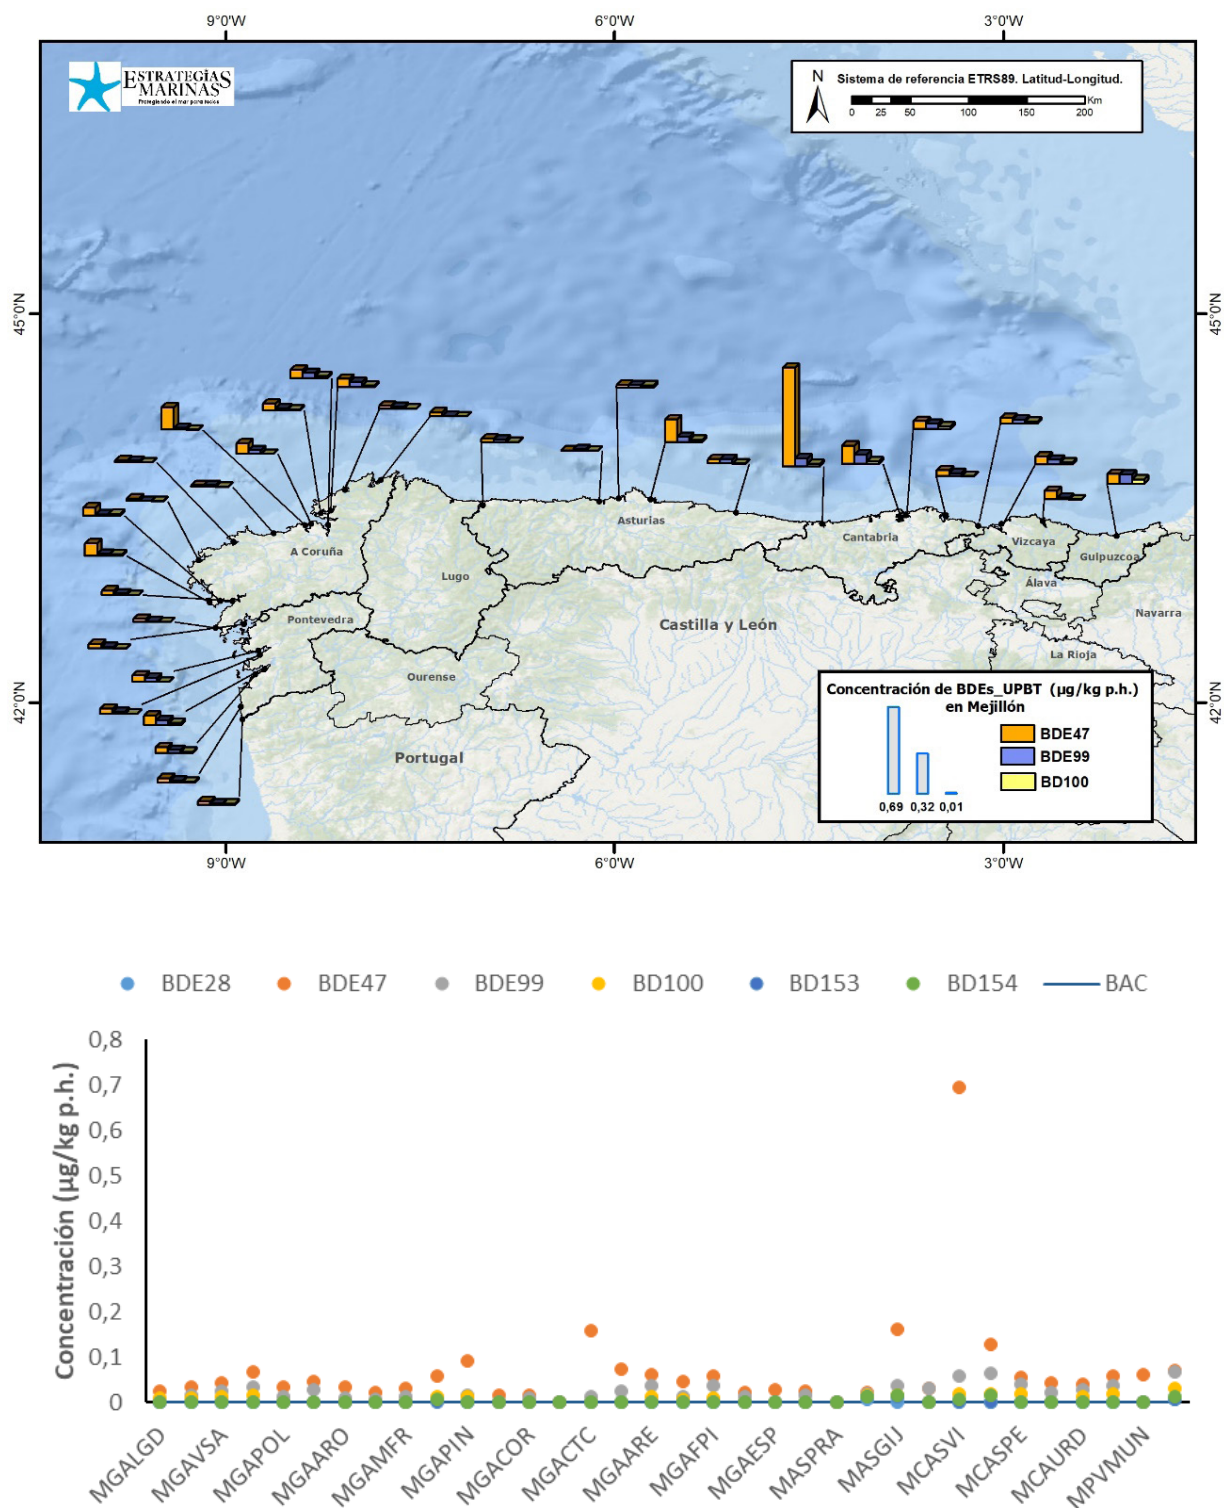 9°0'W 6°0'W 3°0'W
ESTRATEGIAS
MARINAS
Protegiendo el mar para todos
N Sistema de referencia ETRS89. Latitud-Longitud.
Km
0 25 50 100 150 200
45°0'N 45°0'N
Asturias
Cantabria
A Coruña
Vizcaya
Guipuzcoa
Lugo
Álava
Navarra
Pontevedra
Castilla y León
La Rioja
Ourense
42°0'N 42°0'N
Portugal
Concentración de BDEs_UPBT (µg/kg p.h.)
en Mejillón
BDE47
BDE99
BD100
0,69 0,32 0,01
9°0'W 6°0'W 3°0'W
BDE28 BDE47 BDE99 BD100 BD153 BD154 BAC
Concentración (µg/kg p.h.)
0,8
0,7
0,6
0,5
0,4
0,3
0,2
0,1
0
MGALGD MGAVSA MGAPOL MGAARO MGAMFR MGAPIN MGACOR MGACTC MGAARE MGAFPI MGAESP MASPRA MASGIJ MCASVI MCASPE MCAURD MPVMUN